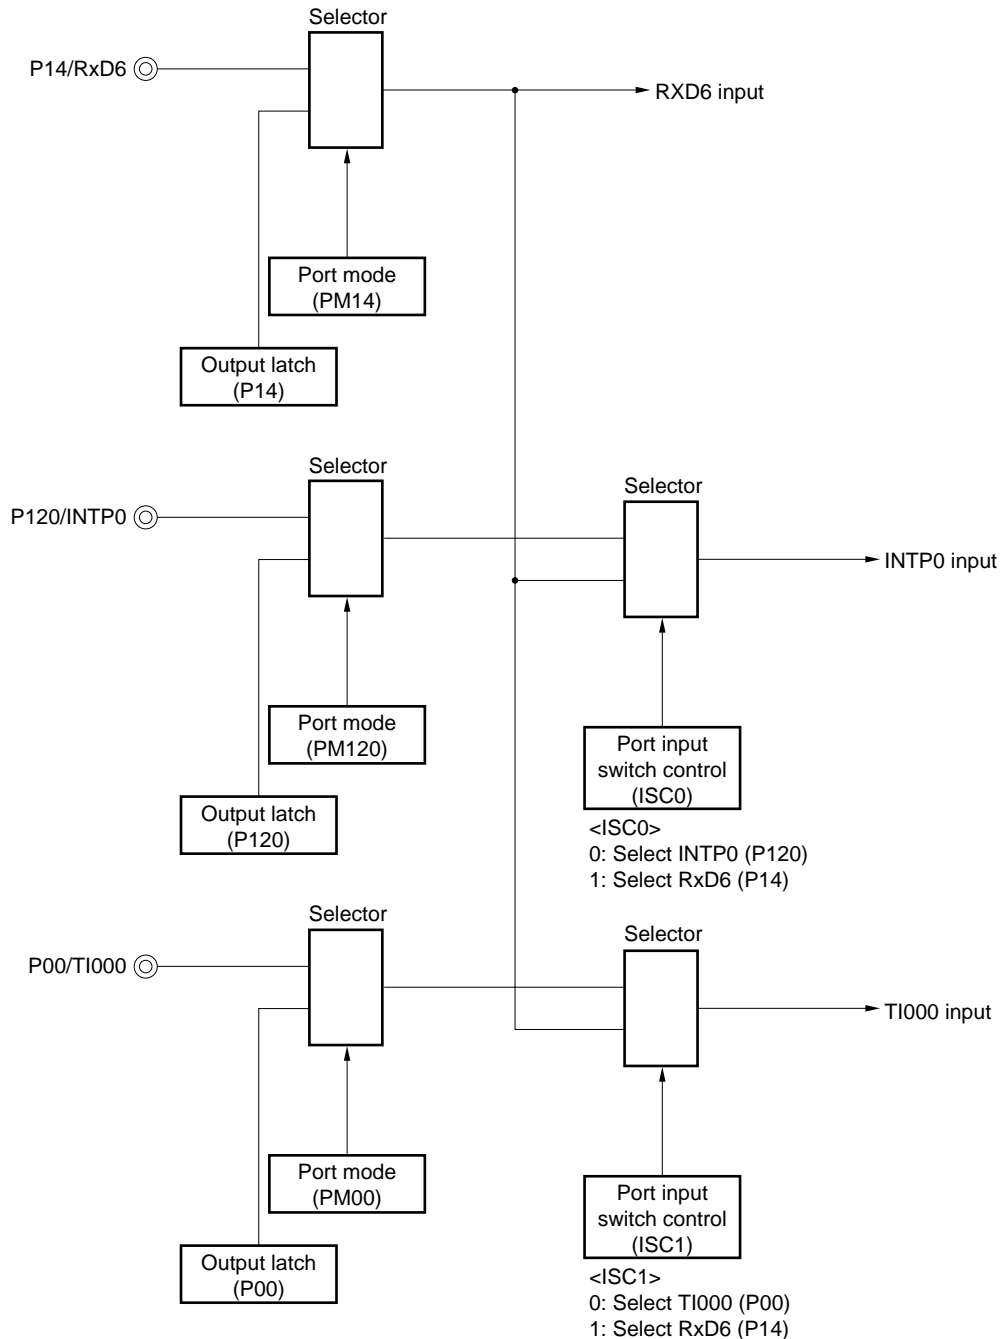 Selector
P14/RxD6
RXD6 input
Port mode
(PM14)
Output latch
(P14)
Selector
Selector
P120/INTP0
INTP0 input
Port mode
(PM120)
Port input
switch control
(ISC0)
Output latch
(P120)
<ISC0>
0: Select INTP0 (P120)
1: Select RxD6 (P14)
Selector
Selector
P00/TI000
TI000 input
Port mode
(PM00)
Port input
switch control
(ISC1)
Output latch
(P00)
<ISC1>
0: Select TI000 (P00)
1: Select RxD6 (P14)